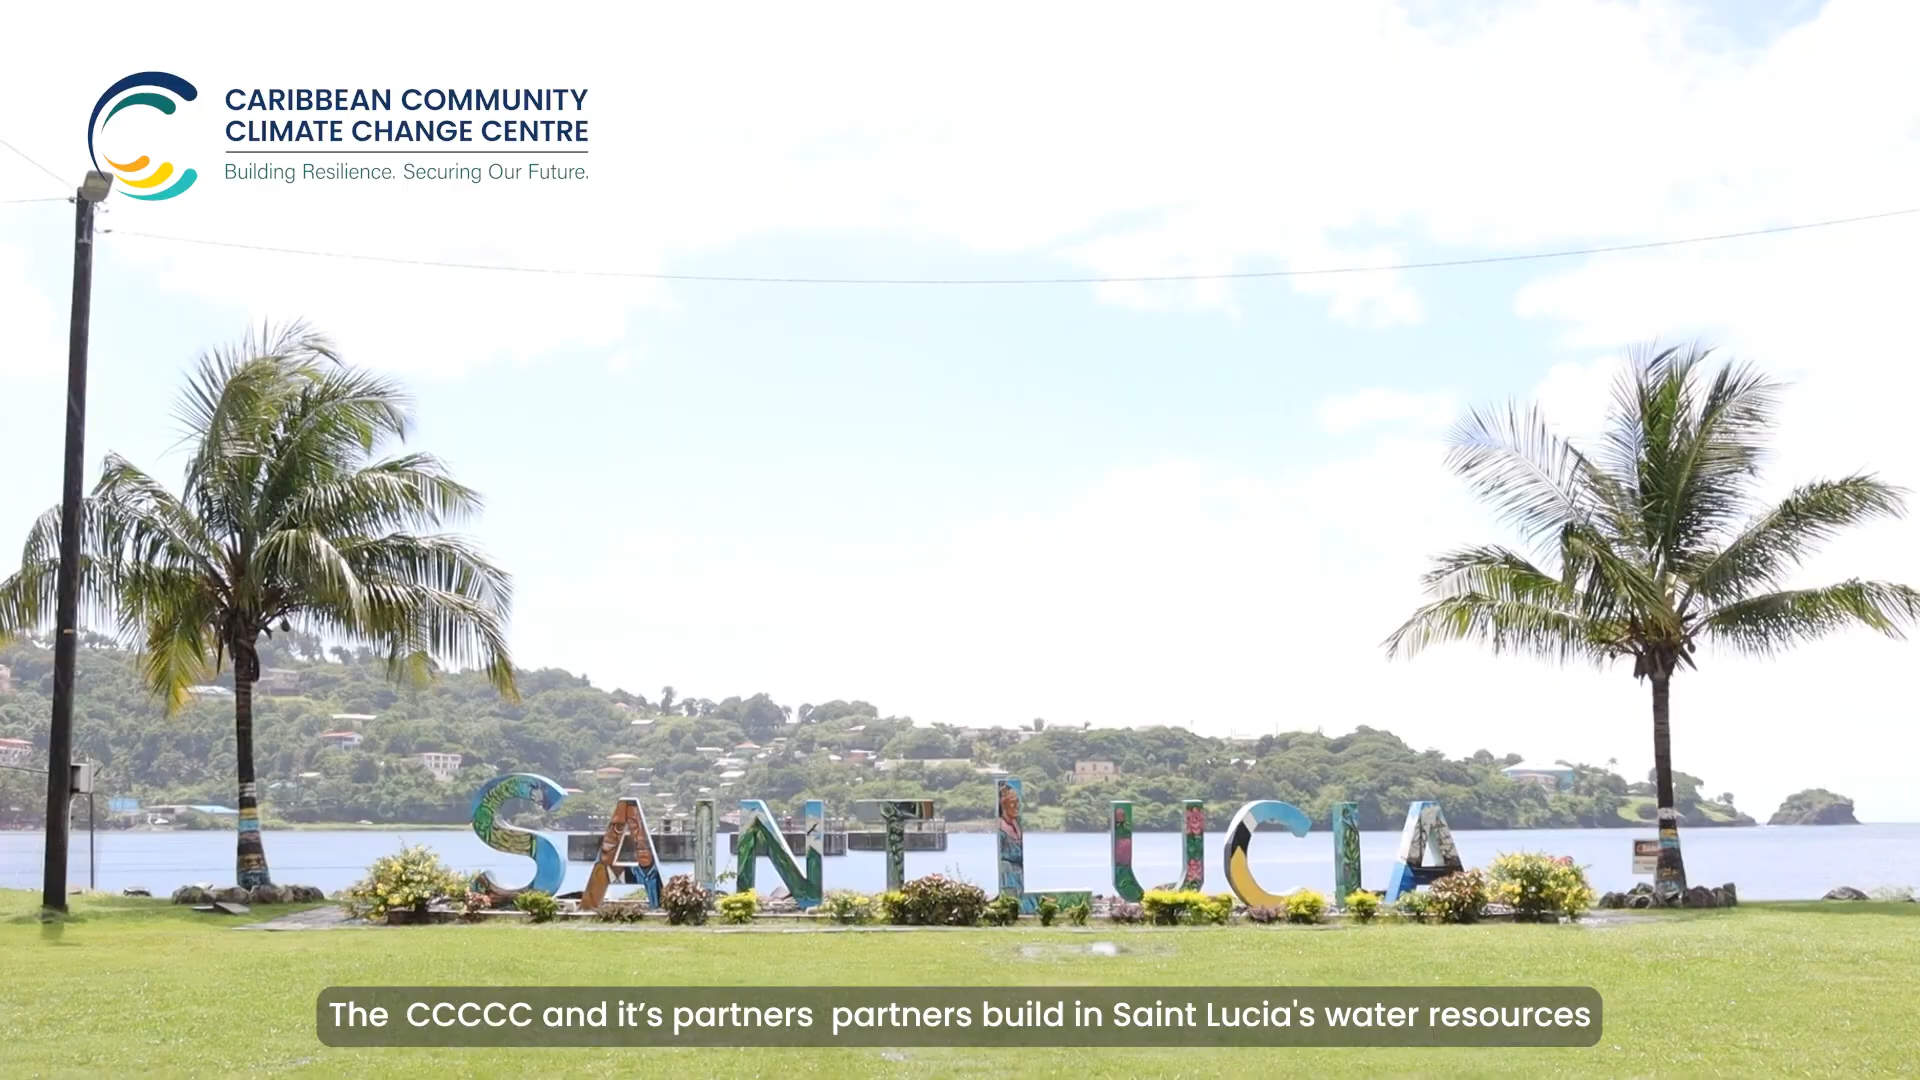 CARIBBEAN COMMUNITY
CLIMATE CHANGE CENTRE
Building Resilience. Securing Our Future.
SAINT LUCIA
The  CCCCC and it’s partners  partners build in Saint Lucia's water resources